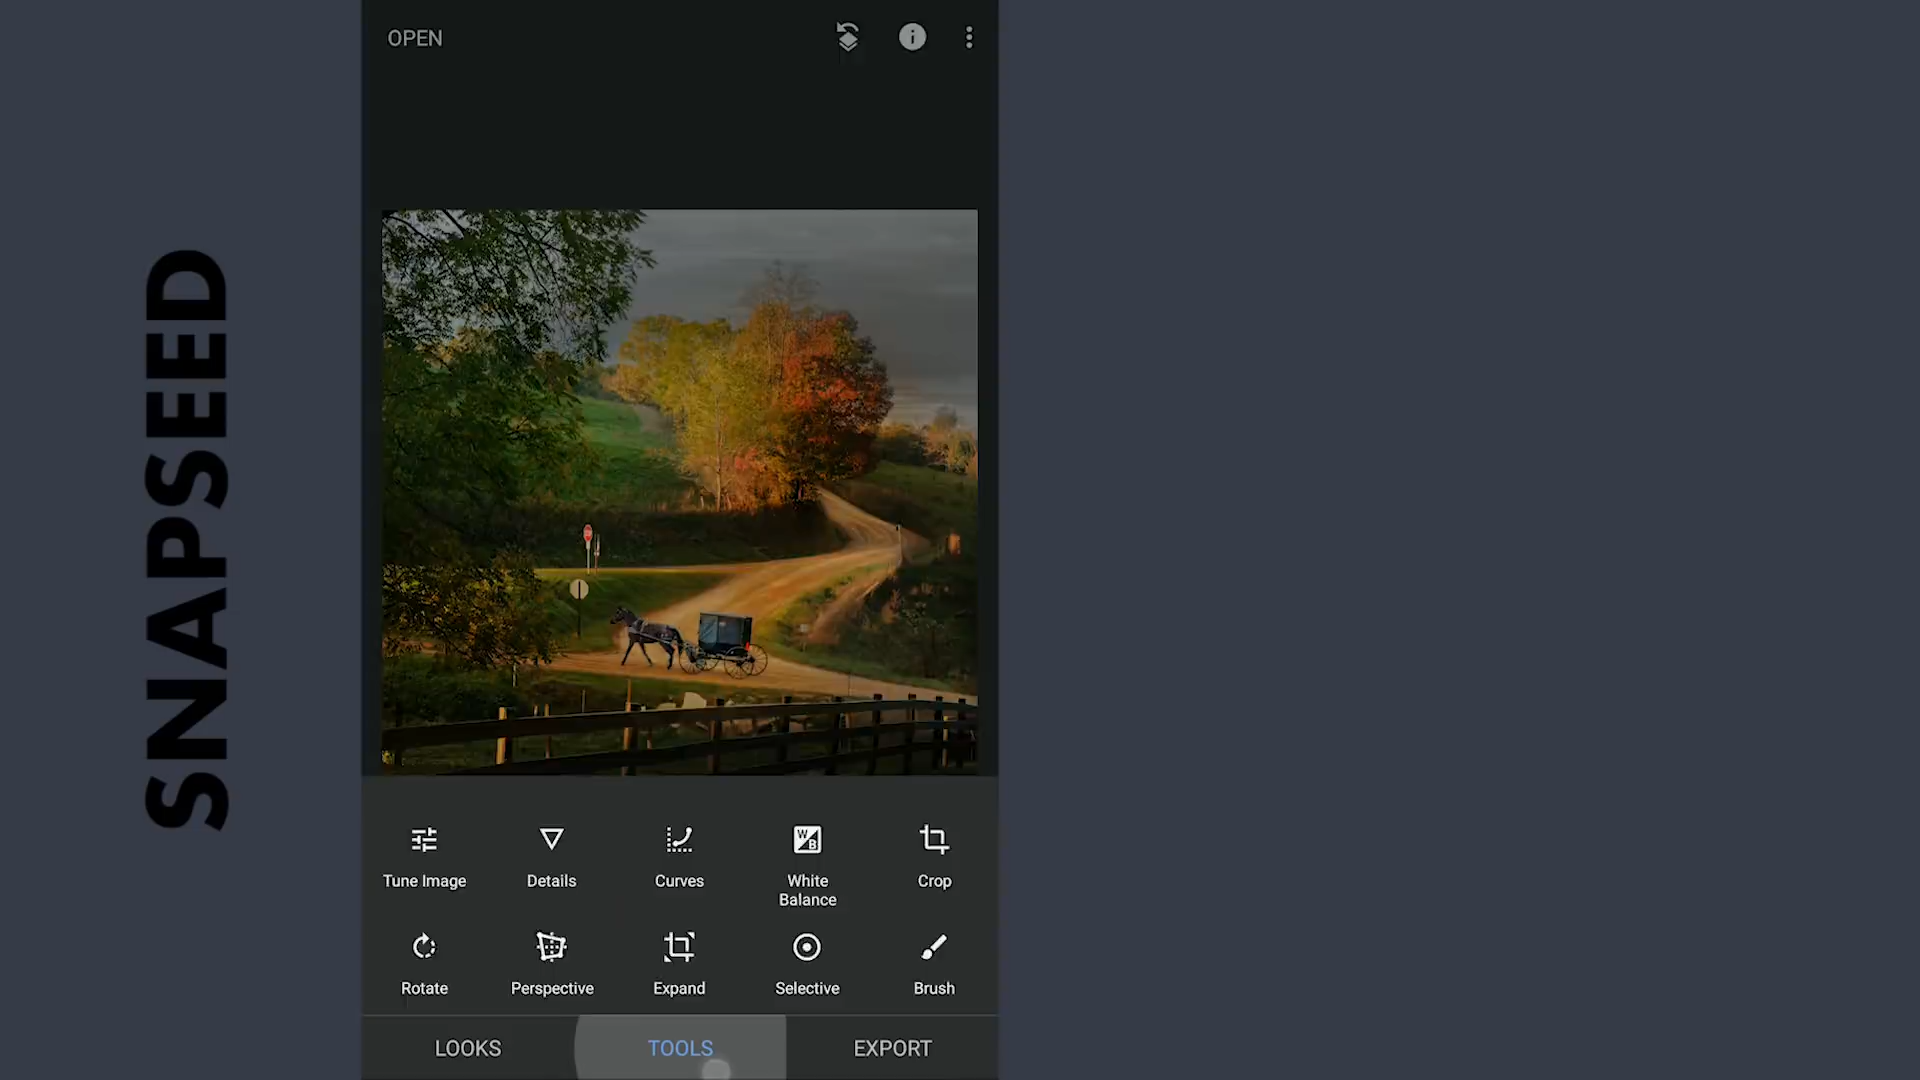 SNAPSEED
OPEN
Tune Image
Details
Curves
White
Balance
Crop
Rotate
Perspective
Expand
Selective
Brush
LOOKS
TOOLS
EXPORT